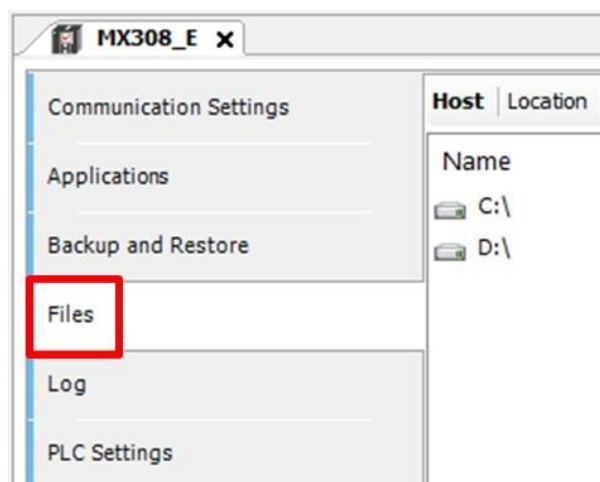 MX308_E X
Communication Settings
Applications
Backup and Restore
Files
Log
PLC Settings
Host Location
Name
C:\
D:\